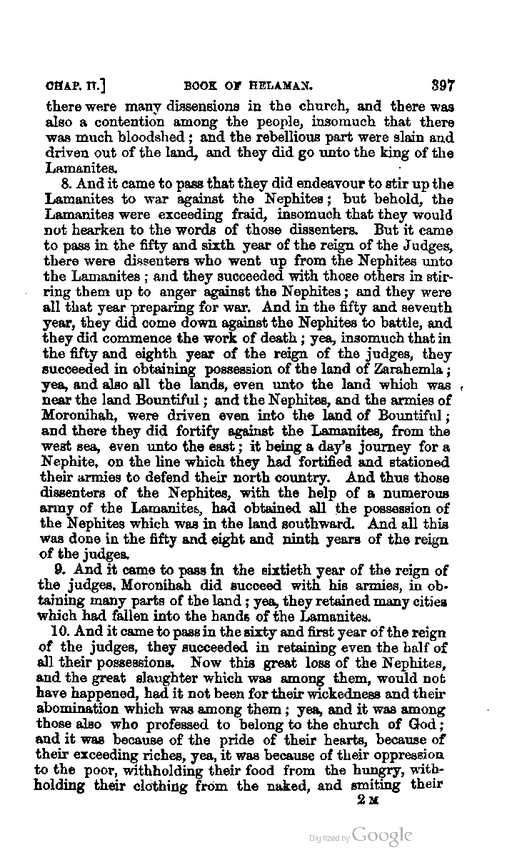 CHAP. II.] BOOK OF HELAMAN. 397
there were many dissensions in the church, and there was
also a contention among the people, insomuch that there
was much bloodshed; and the rebellious part were slain and
driven out of the land, and they did go unto the king of the
Lamanites.
8. And it came to pass that they did endeavour to stir up the
Lamanites to war against the Nephites; but behold, the
Lamanites were exceeding fraid, insomuch that they would
not hearken to the words of those dissenters. But it came
to pass in the fifty and sixth year of the reign of the Judges,
there were dissenters who went up from the Nephites unto
the Lamanites; and they succeeded with those others in stir-
ring them up to anger against the Nephites; and they were
all that year preparing for war. And in the fifty and seventh
year, they did come down against the Nephites to battle, and
they did commence the work of death; yea, insomuch that in
the fifty and eighth year of the reign of the judges, they
succeeded in obtaining possession of the land of Zarahemla;
yea, and also all the lands, even unto the land which was
near the land Bountiful; and the Nephites, and the armies of
Moronihah, were driven even into the land of Bountiful;
and there they did fortify against the Lamanites, from the
west sea, even unto the east; it being a day's journey for a
Nephite, on the line which they had fortified and stationed
their armies to defend their north country. And thus those
dissenters of the Nephites, with the help of a numerous
army of the Lamanites, had obtained all the possession of
the Nephites which was in the land southward. And all this
was done in the fifty and eight and ninth years of the reign
of the judges.
9. And it came to pass in the sixtieth year of the reign of
the judges, Moronihah did succeed with his armies, in ob-
taining many parts of the land; yea, they retained many cities
which had fallen into the hands of the Lamanites.
10. And it came to pass in the sixty and first year of the reign
of the judges, they succeeded in retaining even the half of
all their possessions. Now this great loss of the Nephites,
and the great slaughter which was among them, would not
have happened, had it not been for their wickedness and their
abomination which was among them; yea, and it was among
those also who professed to belong to the church of God;
and it was because of the pride of their hearts, because of
their exceeding riches, yea, it was because of their oppression
to the poor, withholding their food from the hungry, with-
holding their clothing from the naked, and smiting their
2 M
Digitized by Google